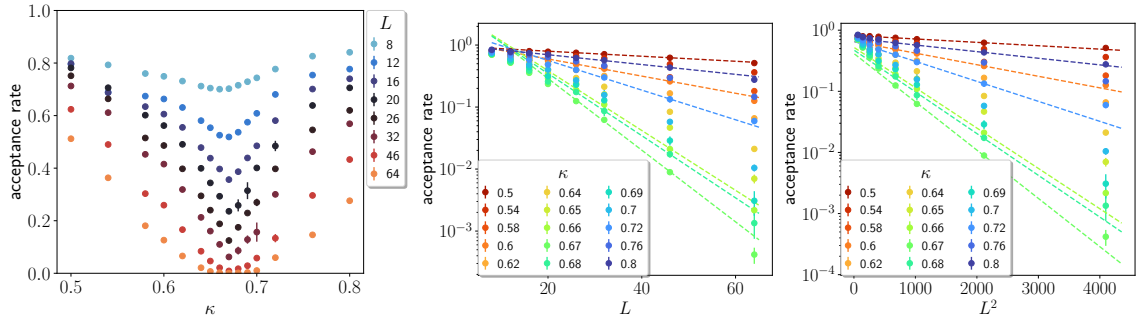 acceptance rate
1.0
0.8
0.6
0.4
0.2
0.0
0.5
0.6
0.7
0.8
κ
L
8
12
16
20
26
32
46
64
acceptance rate
10⁰
10⁻¹
10⁻²
10⁻³
20
40
60
L
κ
0.5 0.64 0.69
0.54 0.65 0.7
0.58 0.66 0.72
0.6 0.67 0.76
0.62 0.68 0.8
acceptance rate
10⁰
10⁻¹
10⁻²
10⁻³
10⁻⁴
0
1000
2000
3000
4000
L²
κ
0.5 0.64 0.69
0.54 0.65 0.7
0.58 0.66 0.72
0.6 0.67 0.76
0.62 0.68 0.8